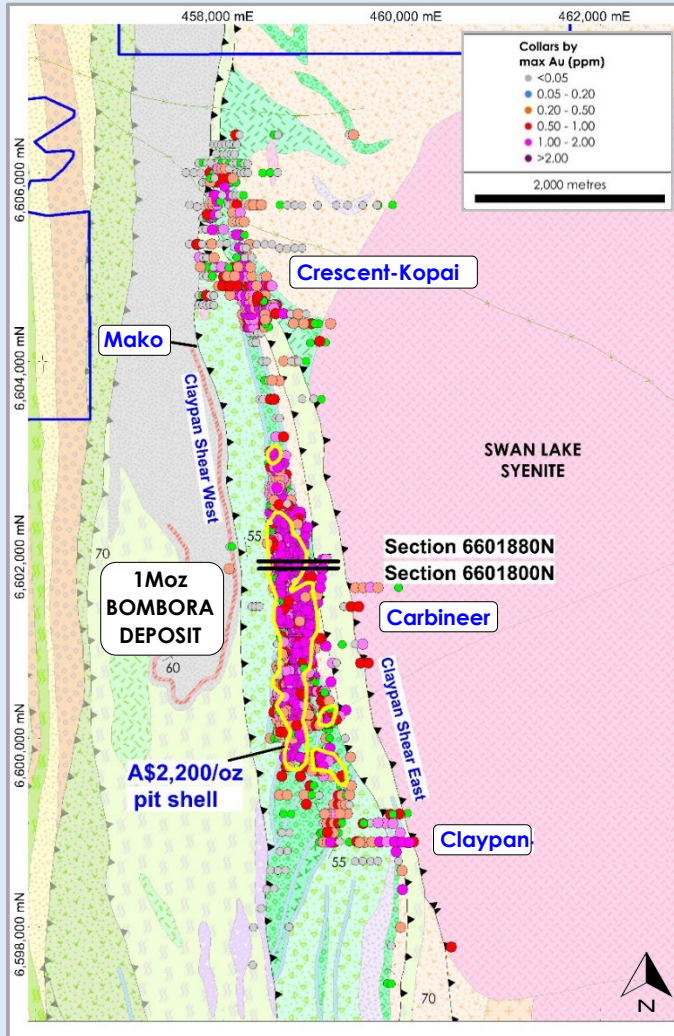 458,000 mE
460,000 mE
462,000 mE
Collars by
max Au (ppm)
<0.05
0.05 - 0.20
0.20 - 0.50
0.50 - 1.00
1.00 - 2.00
>2.00
2,000 metres
6,606,000 mN
Crescent-Kopai
Mako
6,604,000 mN
Claypan Shear West
SWAN LAKE
SYENITE
55
Section 6601880N
6,602,000 mN
70
Section 6601800N
1Moz
BOMBORA
DEPOSIT
Carbineer
60
Claypan Shear East
6,600,000 mN
A$2,200/oz
pit shell
Claypan
55
6,598,000 mN
70
N